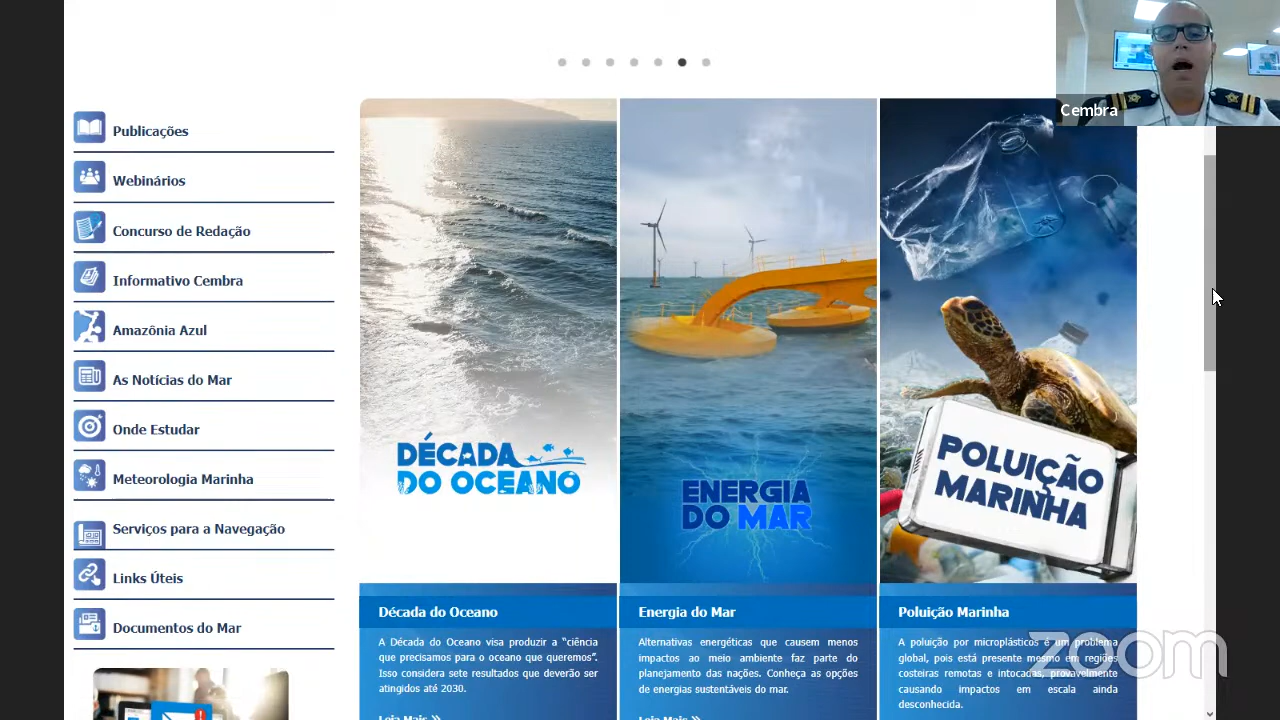 Cembra
Publicações
Webinários
Concurso de Redação
Informativo Cembra
Amazônia Azul
As Notícias do Mar
Onde Estudar
Meteorologia Marinha
Serviços para a Navegação
Links Úteis
Documentos do Mar
DÉCADA
DO OCEANO
Década do Oceano
A Década do Oceano visa produzir a “ciência
que precisamos para o oceano que queremos”.
Isso considera sete resultados que deverão ser
atingidos até 2030.
Leia Mais »
ENERGIA
DO MAR
Energia do Mar
Alternativas energéticas que causem menos
impactos ao meio ambiente faz parte do
planejamento das nações. Conheça as opções
de energias sustentáveis do mar.
Leia Mais »
POLUIÇÃO
MARINHA
Poluição Marinha
A poluição por microplásticos é um problema
global, pois está presente mesmo em regiões
costeiras remotas e intocadas, provavelmente
causando impactos em escala ainda
desconhecida.
zoom